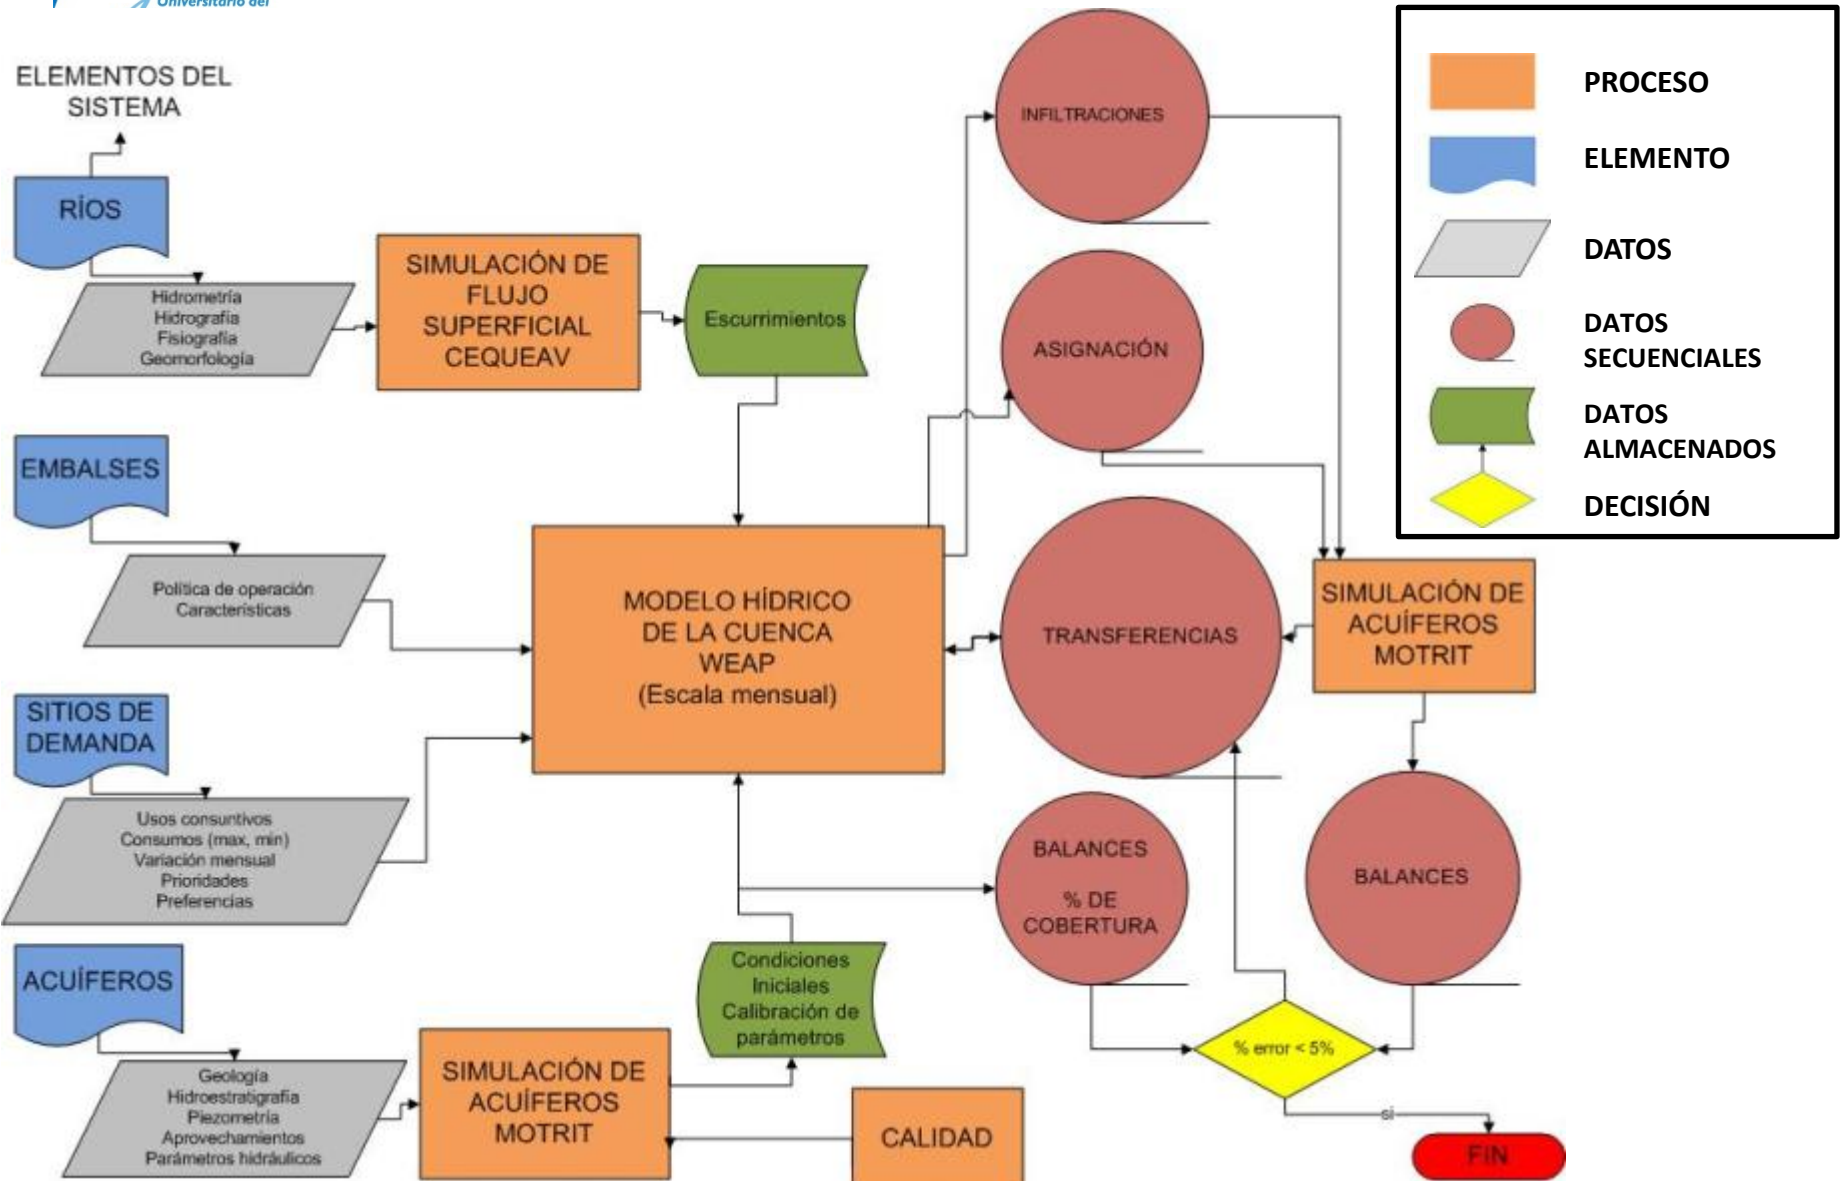 Universitario del
ELEMENTOS DEL
SISTEMA
RÍOS
Hidrometría
Hidrografía
Fisiografía
Geomorfología
SIMULACIÓN DE
FLUJO
SUPERFICIAL
CEQUEAV
Escurrimientos
INFILTRACIONES
ASIGNACIÓN
EMBALSES
Política de operación
Características
MODELO HÍDRICO
DE LA CUENCA
WEAP
(Escala mensual)
TRANSFERENCIAS
SIMULACIÓN DE
ACUÍFEROS
MOTRIT
SITIOS DE
DEMANDA
Usos consuntivos
Consumos (max, min)
Variación mensual
Prioridades
Preferencias
BALANCES
% DE
COBERTURA
BALANCES
ACUÍFEROS
Geología
Hidroestratigrafía
Piezometría
Aprovechamientos
Parámetros hidráulicos
SIMULACIÓN DE
ACUÍFEROS
MOTRIT
Condiciones
Iniciales
Calibración de
parámetros
CALIDAD
% error < 5%
si
FIN
PROCESO
ELEMENTO
DATOS
DATOS
SECUENCIALES
DATOS
ALMACENADOS
DECISIÓN